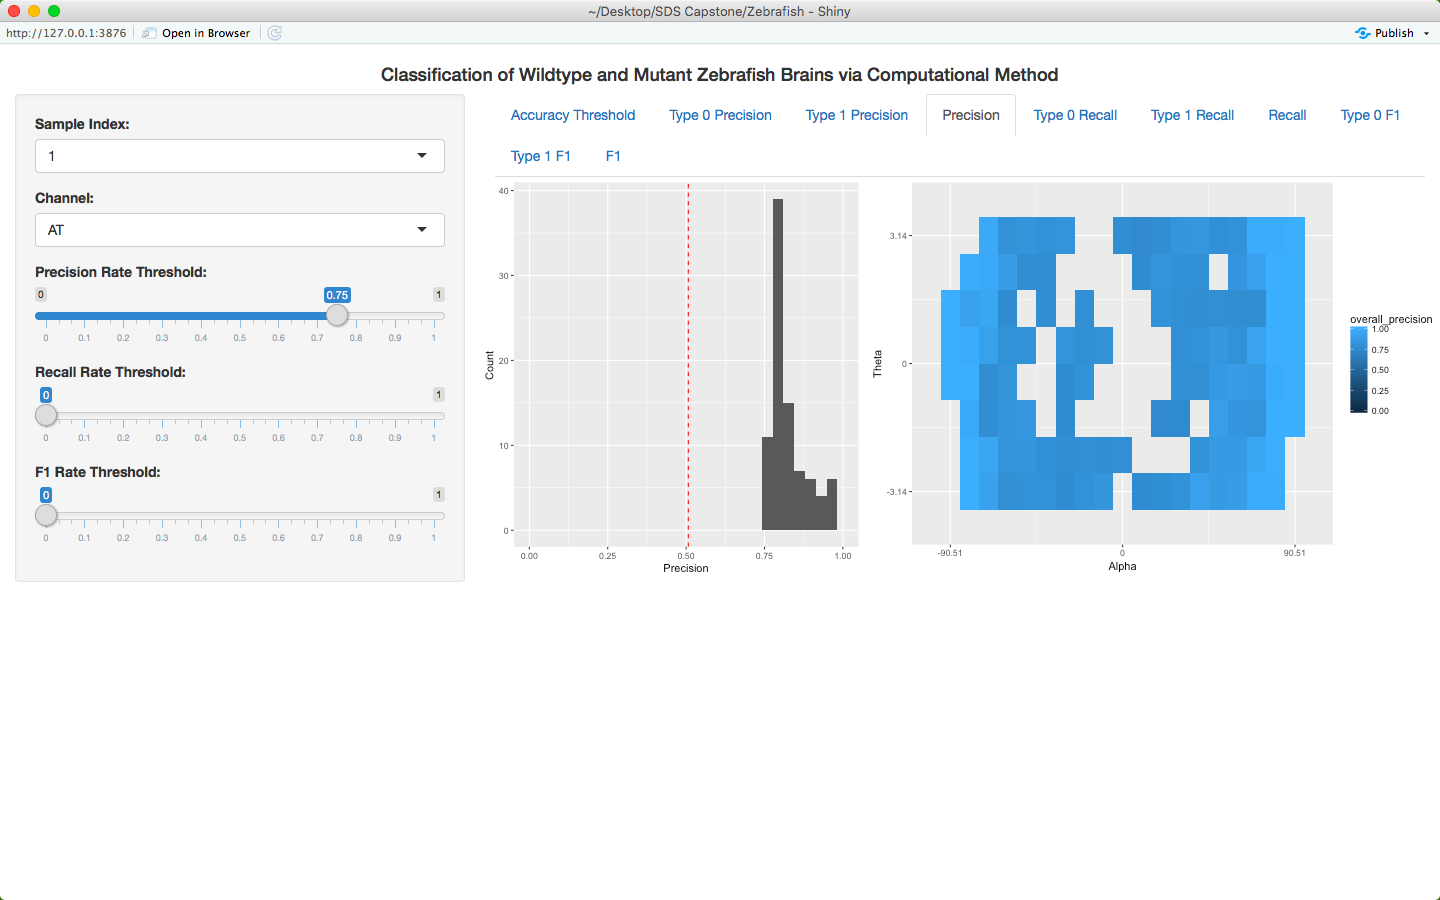 ~/Desktop/SDS Capstone/Zebrafish - Shiny
http://127.0.0.1:3876
Open in Browser
Publish
Classification of Wildtype and Mutant Zebrafish Brains via Computational Method
Sample Index:
1
Channel:
AT
Precision Rate Threshold:
0 0.75 1
0 0.1 0.2 0.3 0.4 0.5 0.6 0.7 0.8 0.9 1
Recall Rate Threshold:
0 1
0 0.1 0.2 0.3 0.4 0.5 0.6 0.7 0.8 0.9 1
F1 Rate Threshold:
0 1
0 0.1 0.2 0.3 0.4 0.5 0.6 0.7 0.8 0.9 1
Accuracy Threshold Type 0 Precision Type 1 Precision Precision Type 0 Recall Type 1 Recall Recall Type 0 F1
Type 1 F1 F1
40
30
20
10
0
Count
0.00 0.25 0.50 0.75 1.00
Precision
3.14
0
-3.14
Theta
-90.51 0 90.51
Alpha
overall_precision
1.00
0.75
0.50
0.25
0.00